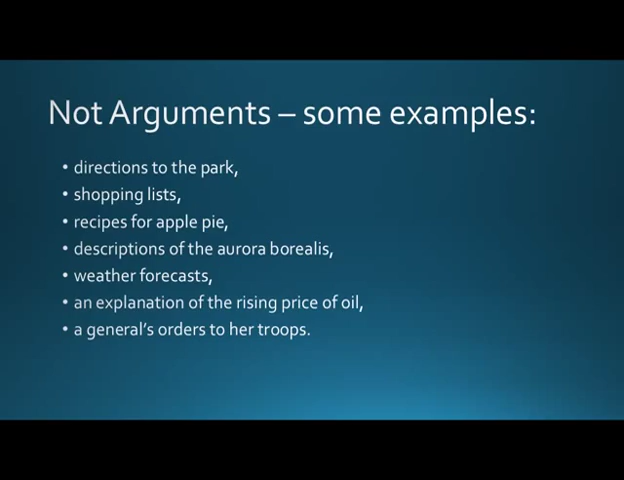 Not Arguments – some examples:
• directions to the park,
• shopping lists,
• recipes for apple pie,
• descriptions of the aurora borealis,
• weather forecasts,
• an explanation of the rising price of oil,
• a general's orders to her troops.